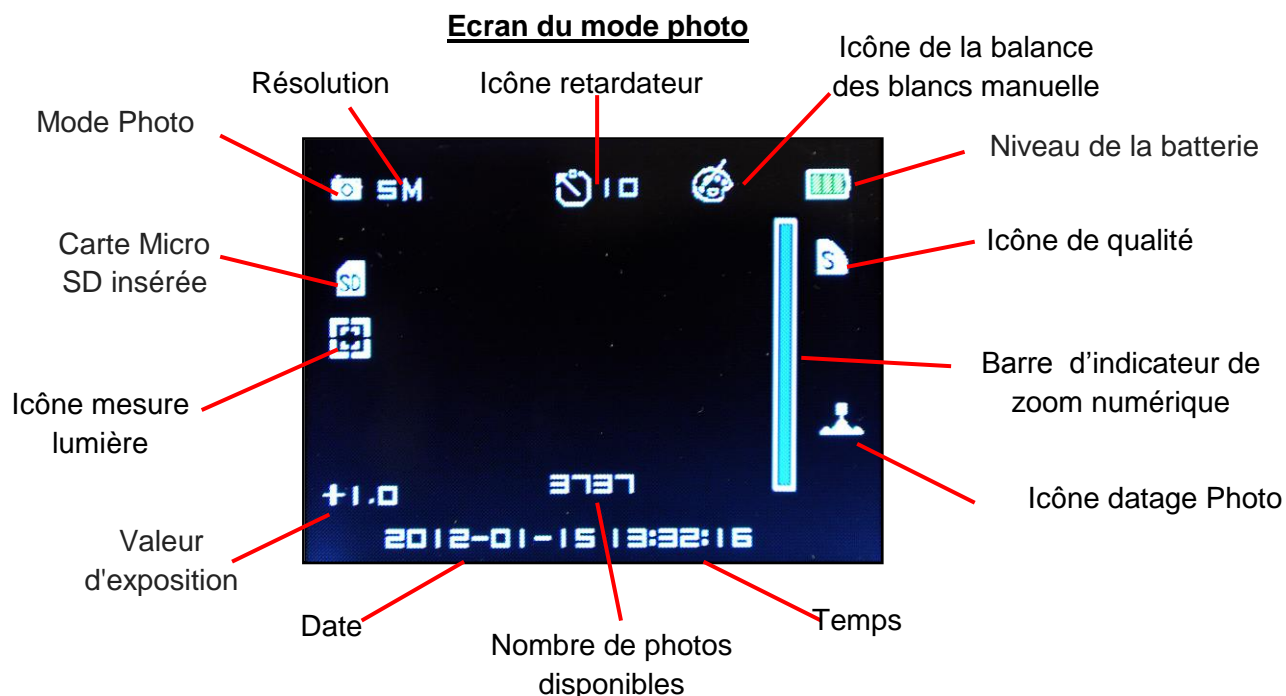 Ecran du mode photo
Icône de la balance
des blancs manuelle
Résolution
Icône retardateur
Mode Photo
Niveau de la batterie
5M
10
Carte Micro
SD insérée
SD
S
Icône de qualité
Icône mesure
lumière
Barre d'indicateur de
zoom numérique
+1.0
3737
Icône datage Photo
Valeur
d'exposition
2012-01-15 13:32:16
Date
Temps
Nombre de photos
disponibles